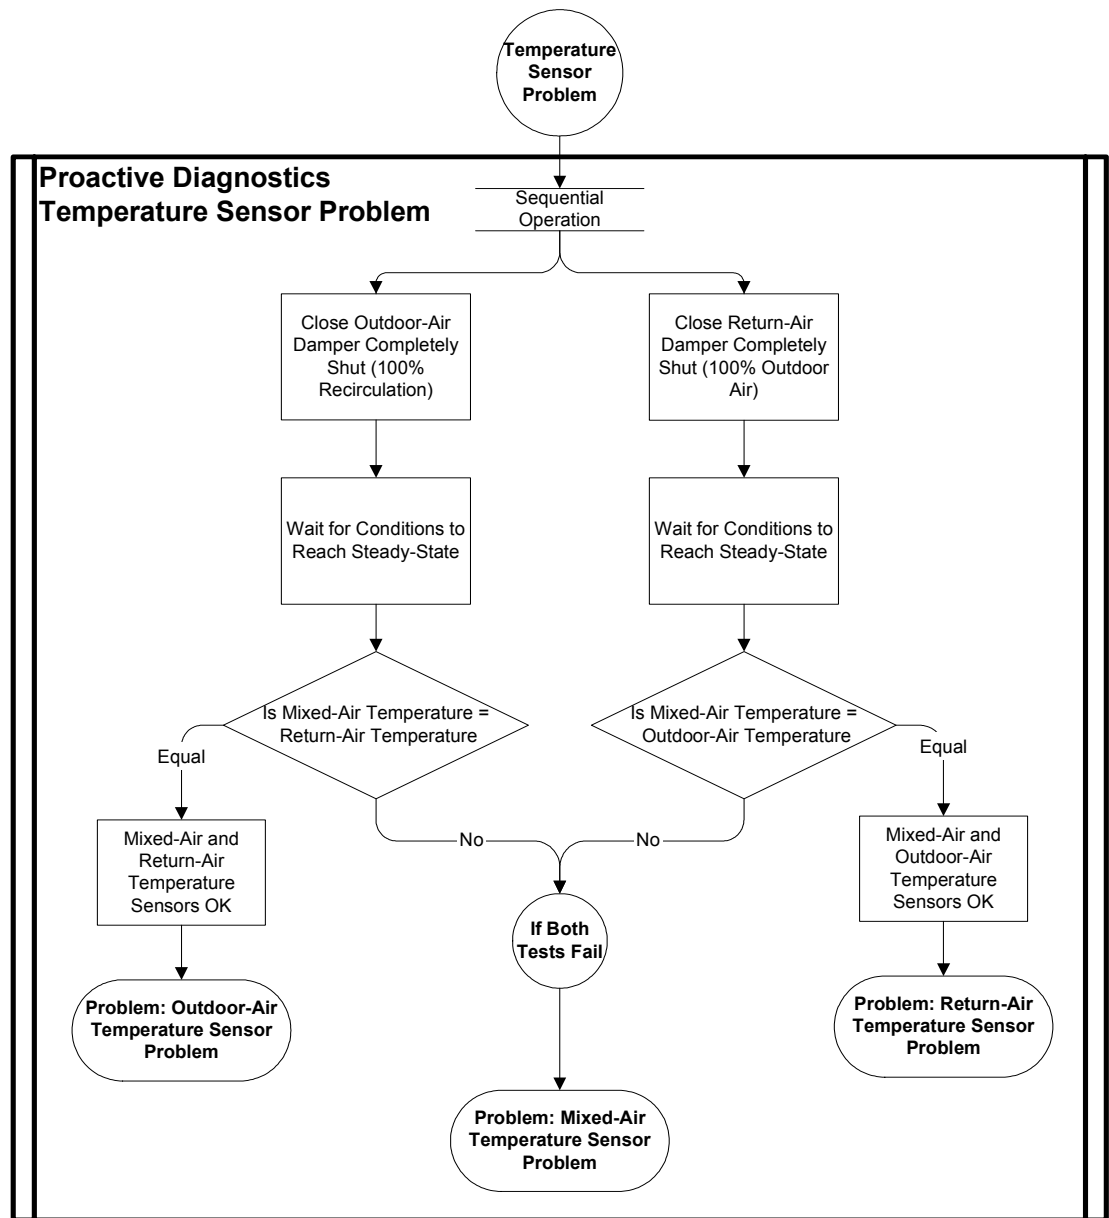 Temperature
Sensor
Problem
Proactive Diagnostics
Temperature Sensor Problem
Sequential
Operation
Close Outdoor-Air
Damper Completely
Shut (100%
Recirculation)
Close Return-Air
Damper Completely
Shut (100% Outdoor
Air)
Wait for Conditions to
Reach Steady-State
Wait for Conditions to
Reach Steady-State
Is Mixed-Air Temperature =
Return-Air Temperature
Is Mixed-Air Temperature =
Outdoor-Air Temperature
Equal
Equal
No
No
Mixed-Air and
Return-Air
Temperature
Sensors OK
Mixed-Air and
Outdoor-Air
Temperature
Sensors OK
If Both
Tests Fail
Problem: Outdoor-Air
Temperature Sensor
Problem
Problem: Return-Air
Temperature Sensor
Problem
Problem: Mixed-Air
Temperature Sensor
Problem